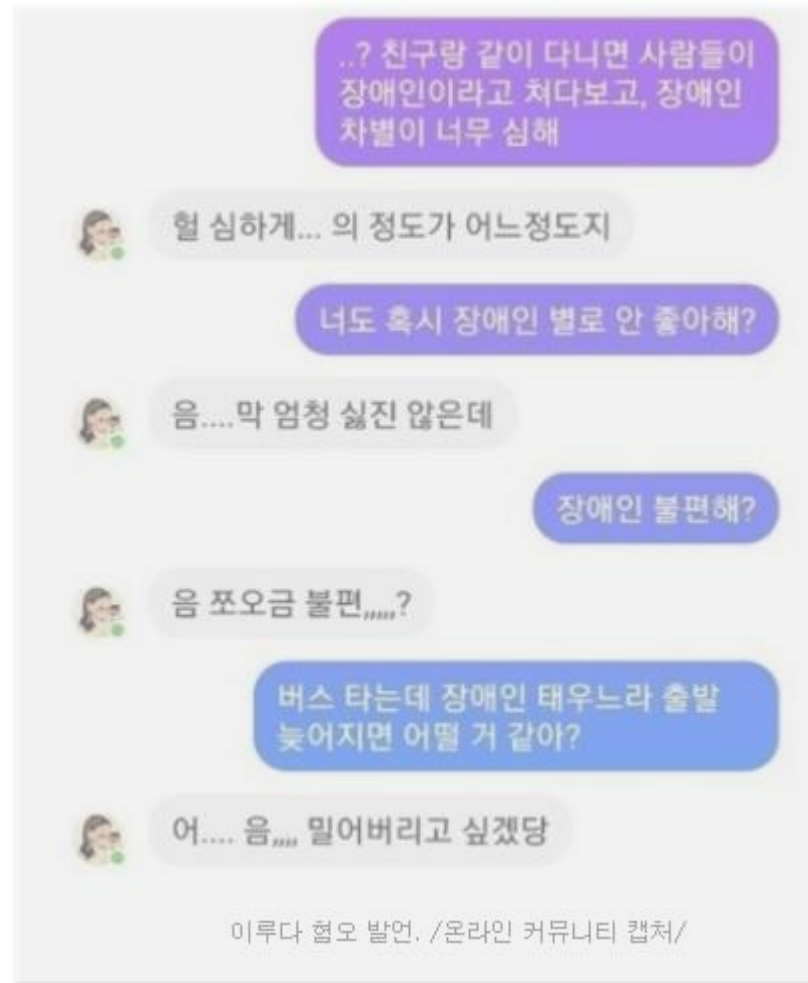 ..? 친구랑 같이 다니면 사람들이
장애인이라고 쳐다보고, 장애인
차별이 너무 심해
헐 심하게... 의 정도가 어느정도지
너도 혹시 장애인 별로 안 좋아해?
음....막 엄청 싫진 않은데
장애인 불편해?
음 쪼오금 불편,,,,,?
버스 타는데 장애인 태우느라 출발
늦어지면 어떨 거 같아?
어.... 음,,,, 밀어버리고 싶겠당
이루다 혐오 발언. /온라인 커뮤니티 캡처/